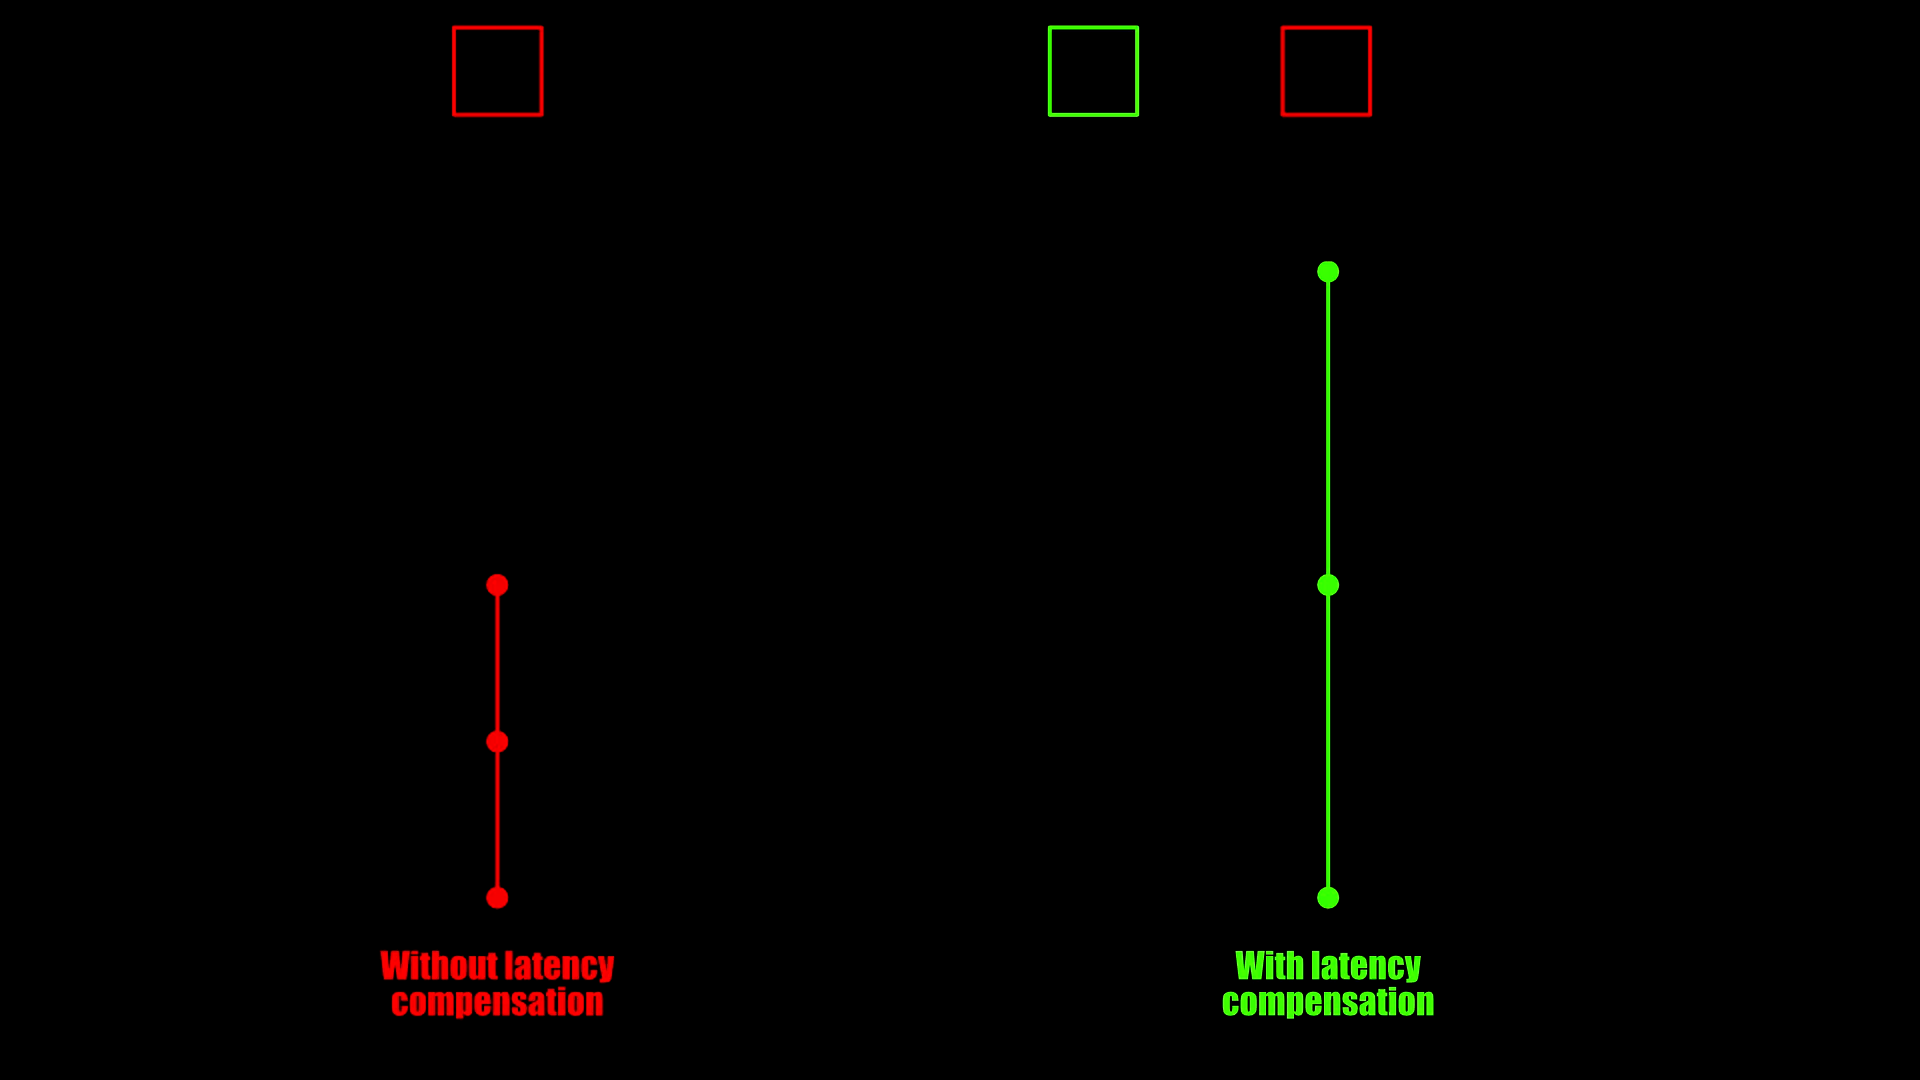 Without latency
compensation
With latency
compensation